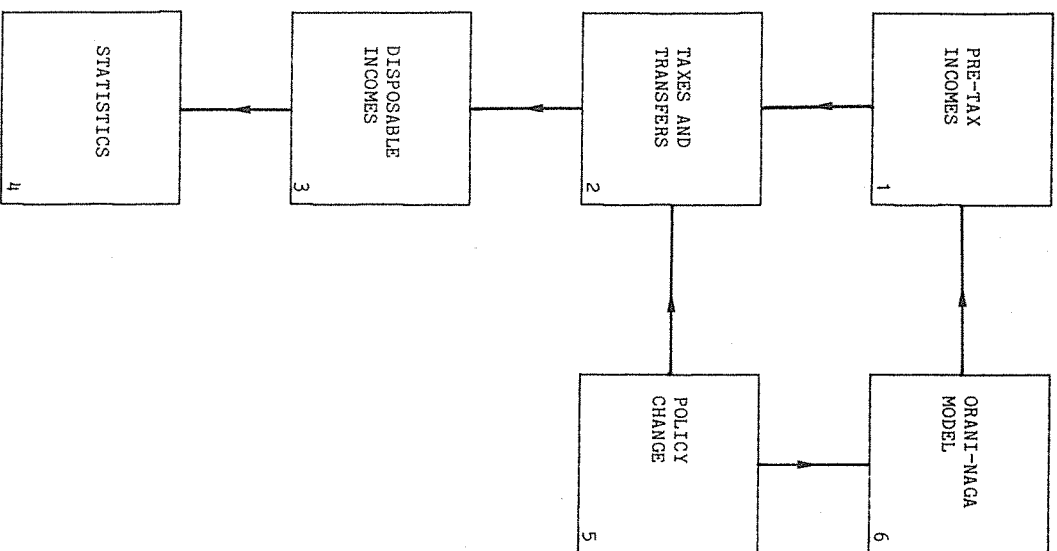 PRE-TAX
INCOMES
1
TAXES AND
TRANSFERS
2
DISPOSABLE
INCOMES
3
STATISTICS
4
POLICY
CHANGE
5
ORANI-NAGA
MODEL
6